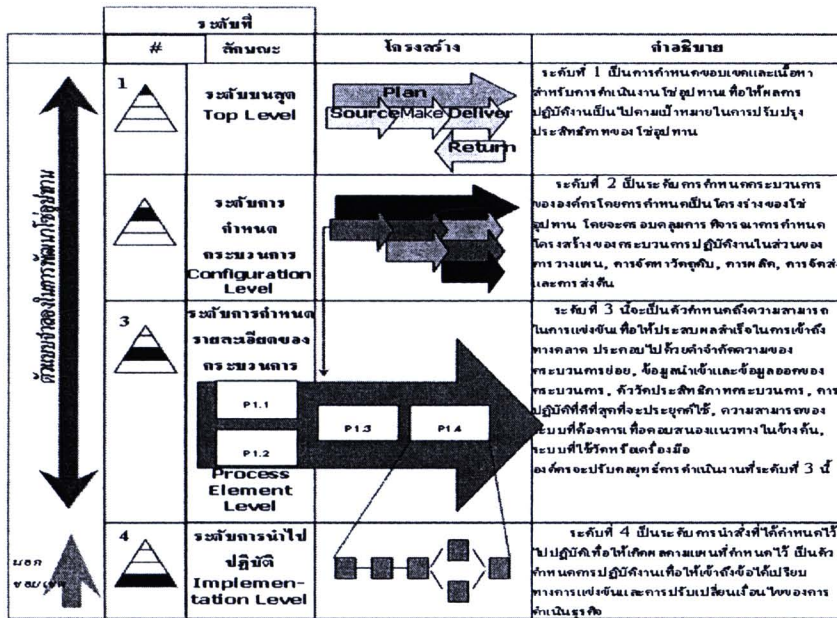 ระดับที่
# ลักษณะ โครงสร้าง คำอธิบาย
ตัวแบบจำลองในการพัฒนาโซ่อุปทาน
1
ระดับบนสุด
Top Level
Plan
Source Make Deliver
Return
ระดับที่ 1 เป็นการกำหนดขอบเขตและเนื้อหา
สำหรับการดำเนินงานโซ่อุปทานเพื่อให้ผลการ
ปฏิบัติงานเป็นไปตามเป้าหมายในการปรับปรุง
ประสิทธิภาพของโซ่อุปทาน
ระดับการ
กำหนด
กระบวนการ
Configuration
Level
ระดับที่ 2 เป็นระดับการกำหนดกระบวนการ
ขององค์กรโดยการกำหนดเป็นโครงร่างของโซ่
อุปทาน โดยจะครอบคลุมการพิจารณาการกำหนด
โครงสร้างของกระบวนการปฏิบัติงานในส่วนของ
การวางแผน, การจัดหาวัตถุดิบ, การผลิต, การจัดส่ง
และการส่งคืน
3
ระดับการกำหนด
รายละเอียดของ
กระบวนการ
P1.1
P1.2
P1.3
P1.4
Process
Element
Level
ระดับที่ 3 นี้จะเป็นตัวกำหนดถึงความสามารถ
ในการแข่งขันเพื่อให้ประสบผลสำเร็จในการเข้าถึง
ทางตลาด ประกอบไปด้วยคำจำกัดความของ
กระบวนการย่อย, ข้อมูลนำเข้าและข้อมูลออกของ
กระบวนการ, ตัววัดประสิทธิภาพกระบวนการ, การ
ปฏิบัติที่ดีที่สุดที่จะประยุกต์ใช้, ความสามารถของ
ระบบที่ต้องการเพื่อตอบสนองแนวทางในข้างต้น,
ระบบที่ใช้วัดหรือเครื่องมือ
องค์กรจะปรับกลยุทธ์การดำเนินงานที่ระดับที่ 3 นี้
นอก
ขอบเขต
4
ระดับการนำไป
ปฏิบัติ
Implemen-
tation Level
ระดับที่ 4 เป็นระดับการนำสิ่งที่ได้กำหนดไว้
ไปปฏิบัติเพื่อให้เกิดผลตามแผนที่กำหนดไว้ เป็นตัว
กำหนดการปฏิบัติงานเพื่อให้เข้าถึงข้อได้เปรียบ
ทางการแข่งขันและการปรับเปลี่ยนเงื่อนไขของการ
ดำเนินธุรกิจ